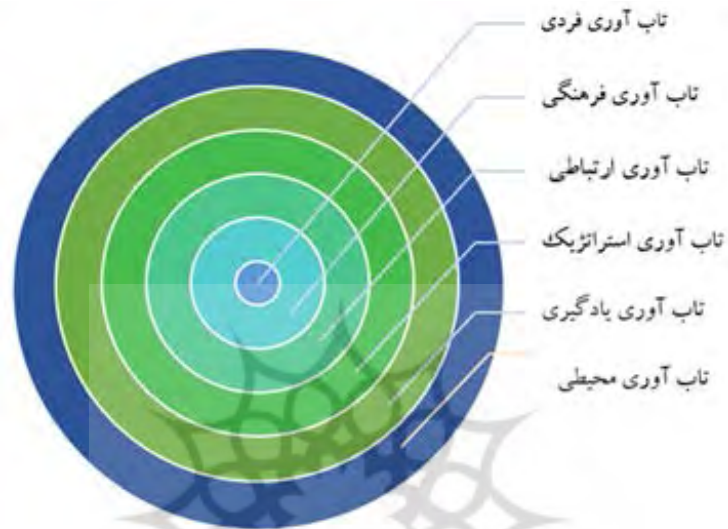 تاب آوری فردی
تاب آوری فرهنگی
تاب آوری ارتباطی
تاب آوری استراتژیک
تاب آوری یادگیری
تاب آوری محیطی